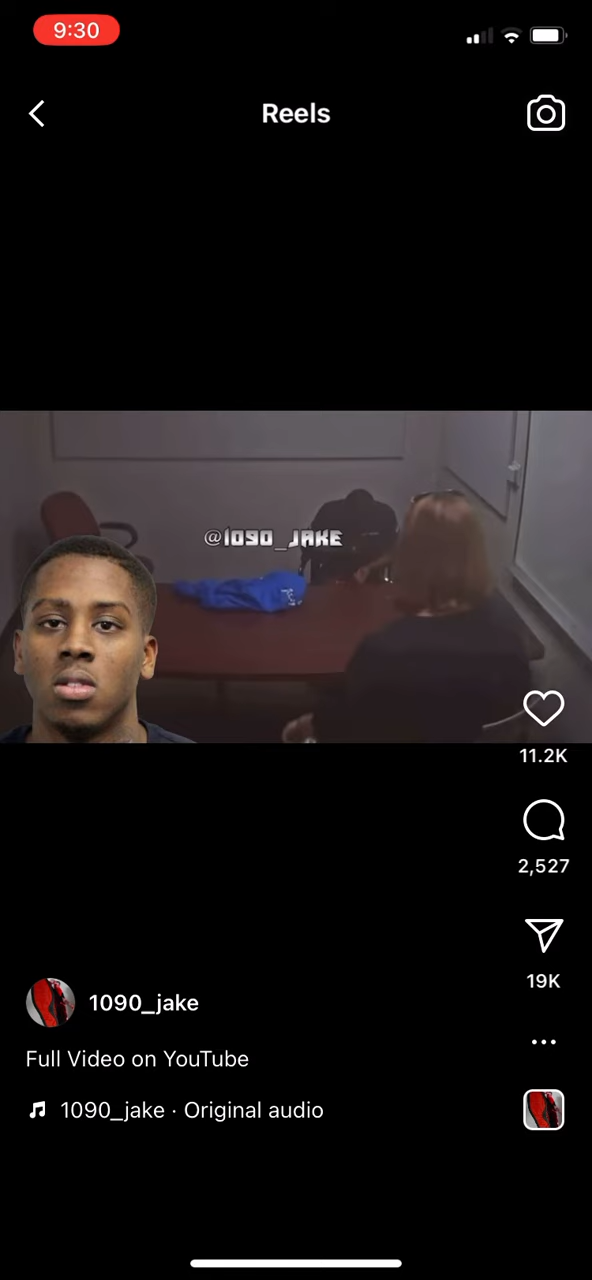 9:30
Reels
@1090_JAKE
11.2K
2,527
19K
1090_jake
Full Video on YouTube
1090_jake · Original audio